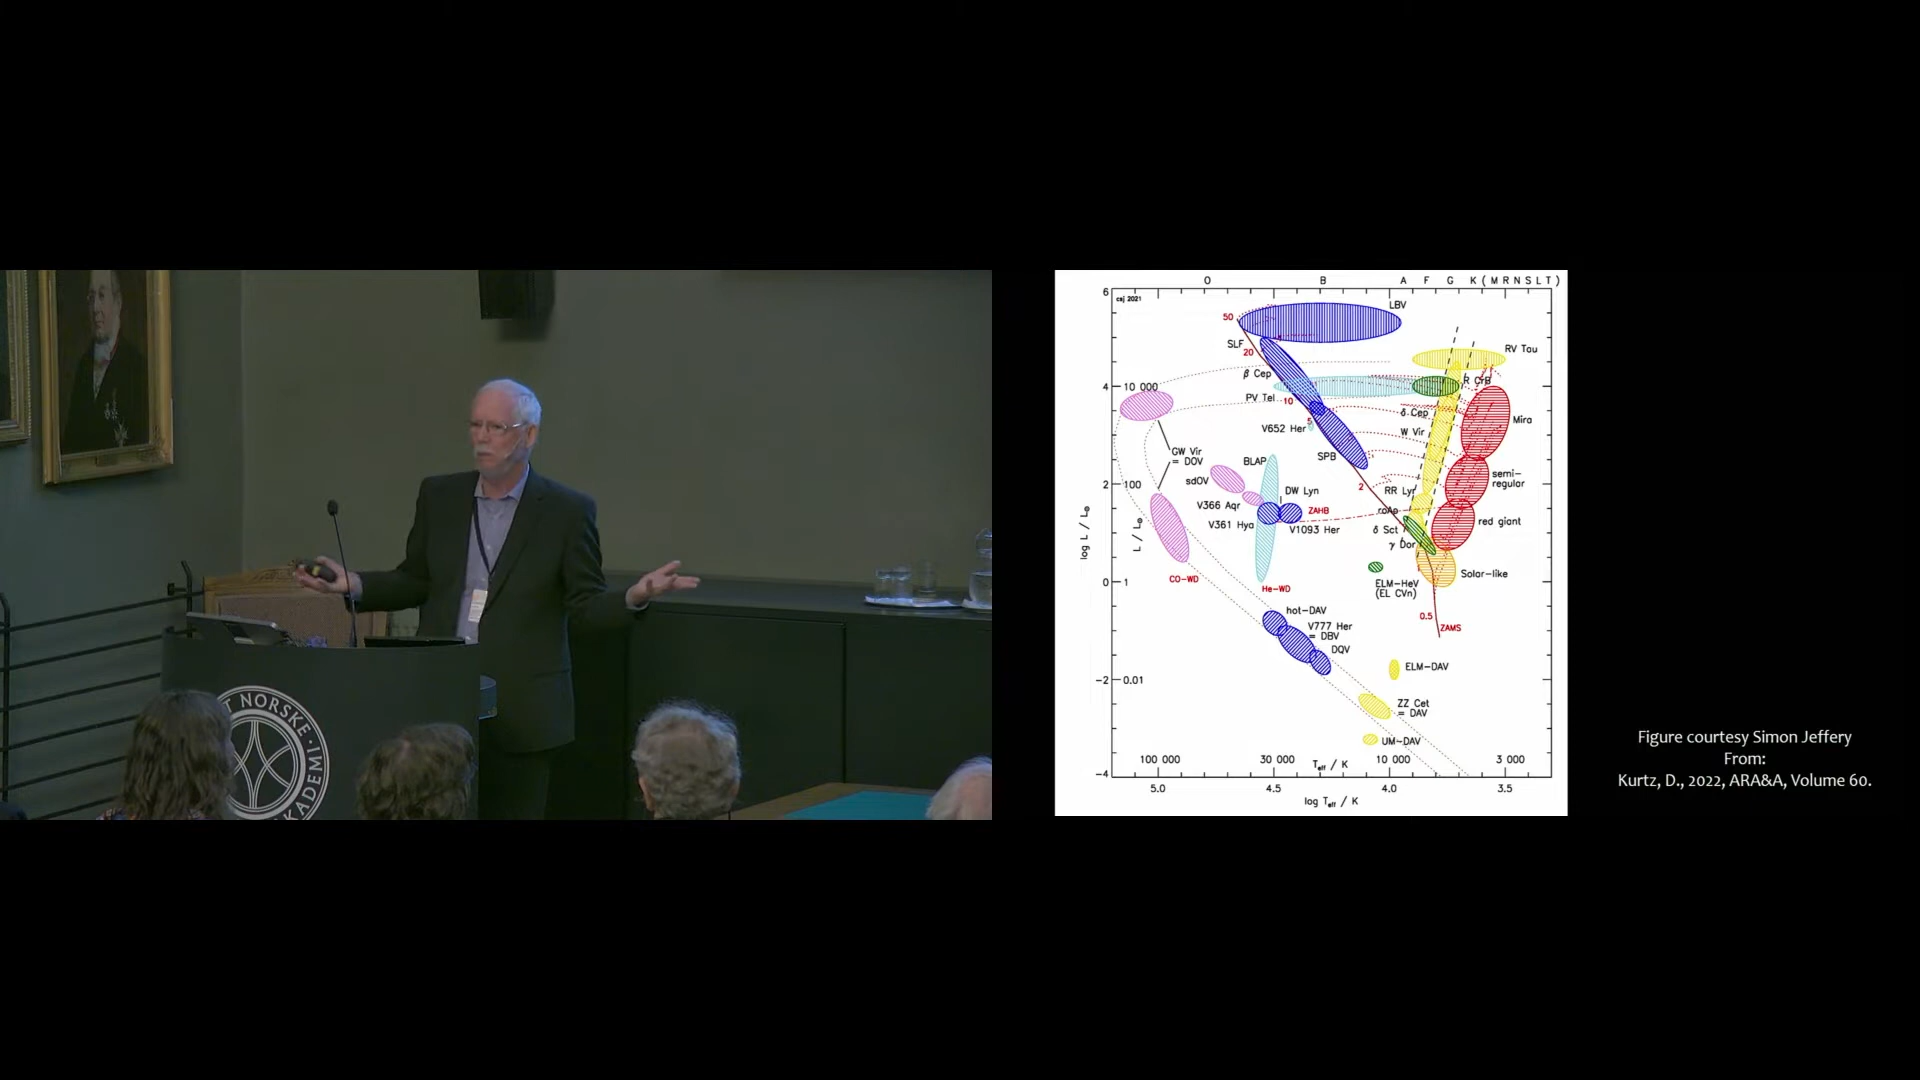 T NORSKE
·
AKADEMI
O B A F G K ( M R N S L T )
csj 2021
6
4
2
0
−2
−4
10 000
100
1
0.01
log L / L☉
L / L☉
50
LBV
SLF
20
RV Tau
β Cep
R CrB
PV Tel
10
δ Cep
Mira
5
V652 Her
W Vir
GW Vir
= DOV
BLAP
SPB
sdOV
semi-
regular
2
RR Lyr
DW Lyn
V366 Aqr
ZAHB
roAp
V361 Hya
V1093 Her
δ Sct
red giant
γ Dor
CO-WD
Solar-like
He-WD
ELM-HeV
(EL CVn)
hot-DAV
0.5
V777 Her
= DBV
ZAMS
DQV
ELM-DAV
ZZ Cet
= DAV
UM-DAV
100 000 30 000 10 000 3 000
Teff / K
5.0 4.5 4.0 3.5
log Teff / K
Figure courtesy Simon Jeffery
From:
Kurtz, D., 2022, ARA&A, Volume 60.